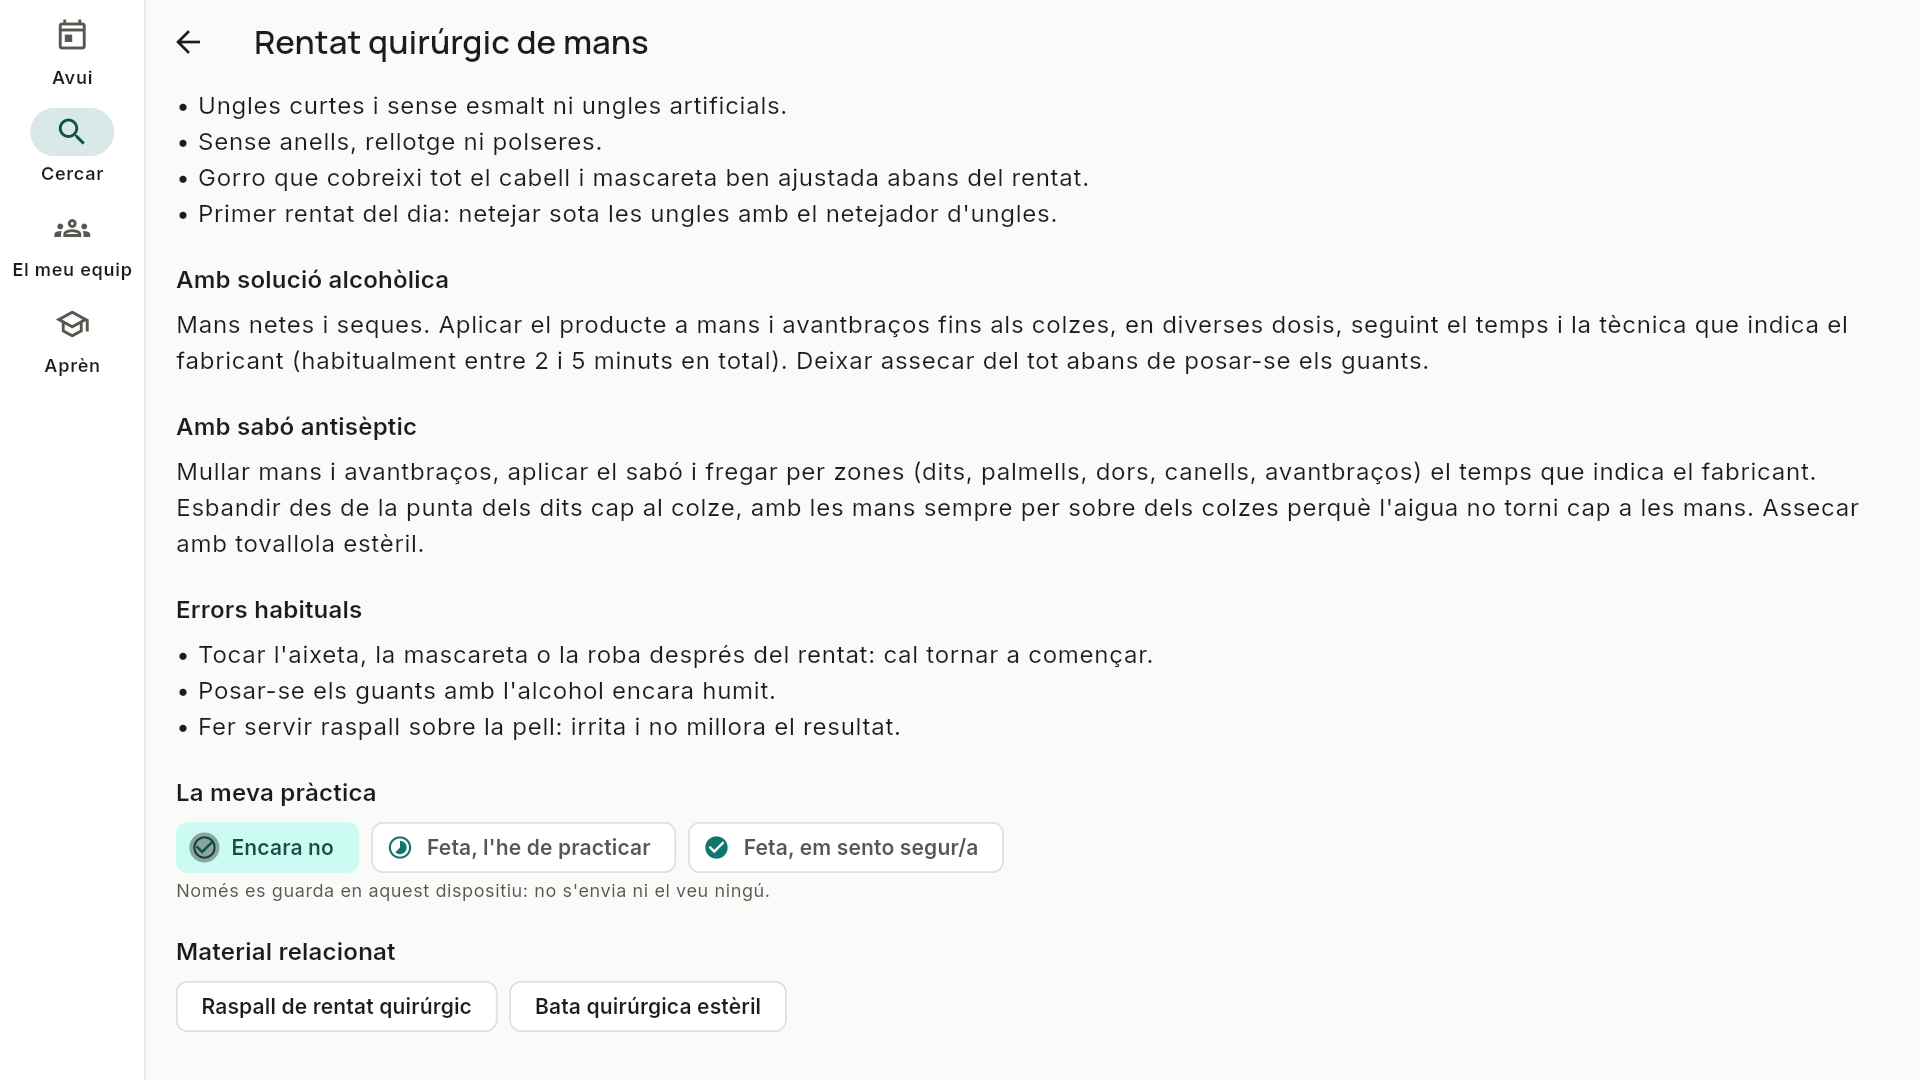 Avui
Cercar
El meu equip
Aprèn
Rentat quirúrgic de mans
• Ungles curtes i sense esmalt ni ungles artificials.
• Sense anells, rellotge ni polseres.
• Gorro que cobreixi tot el cabell i mascareta ben ajustada abans del rentat.
• Primer rentat del dia: netejar sota les ungles amb el netejador d'ungles.
Amb solució alcohòlica
Mans netes i seques. Aplicar el producte a mans i avantbraços fins als colzes, en diverses dosis, seguint el temps i la tècnica que indica el
fabricant (habitualment entre 2 i 5 minuts en total). Deixar assecar del tot abans de posar-se els guants.
Amb sabó antisèptic
Mullar mans i avantbraços, aplicar el sabó i fregar per zones (dits, palmells, dors, canells, avantbraços) el temps que indica el fabricant.
Esbandir des de la punta dels dits cap al colze, amb les mans sempre per sobre dels colzes perquè l'aigua no torni cap a les mans. Assecar
amb tovallola estèril.
Errors habituals
• Tocar l'aixeta, la mascareta o la roba després del rentat: cal tornar a començar.
• Posar-se els guants amb l'alcohol encara humit.
• Fer servir raspall sobre la pell: irrita i no millora el resultat.
La meva pràctica
Encara no
Feta, l'he de practicar
Feta, em sento segur/a
Només es guarda en aquest dispositiu: no s'envia ni el veu ningú.
Material relacionat
Raspall de rentat quirúrgic
Bata quirúrgica estèril